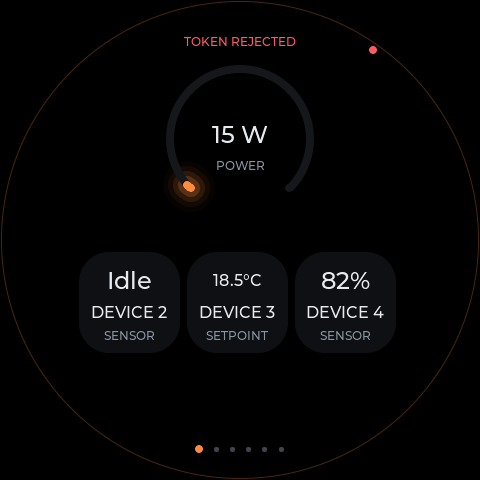 TOKEN REJECTED
15 W
POWER
Idle 18.5°C 82%
DEVICE 2 DEVICE 3 DEVICE 4
SENSOR SETPOINT SENSOR